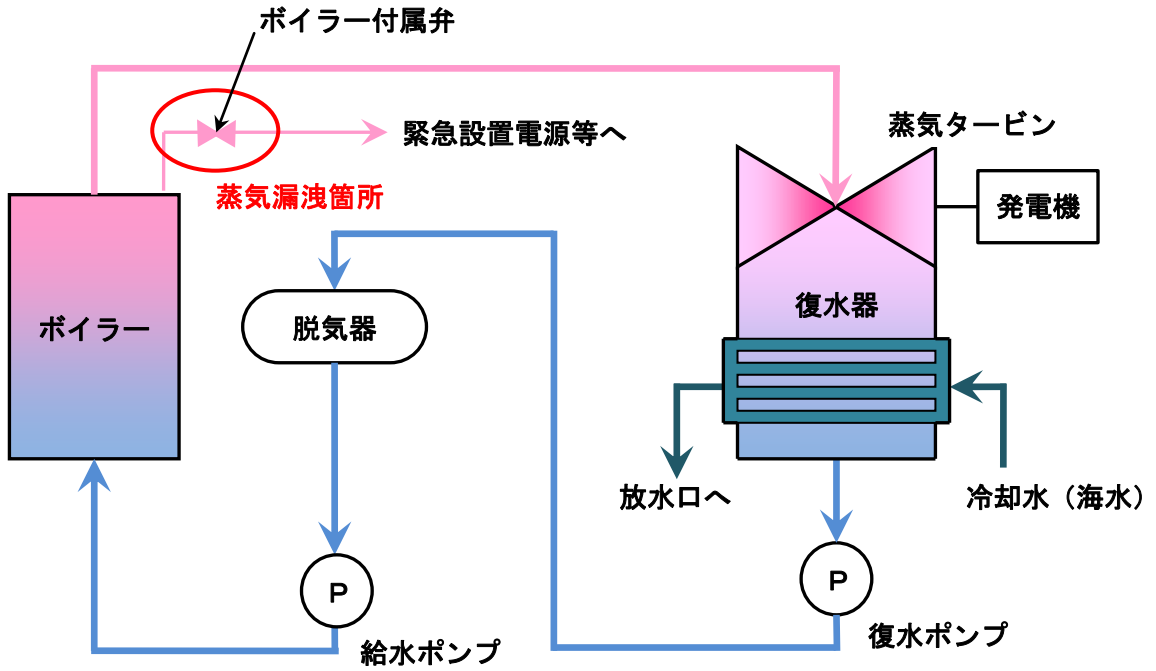 ボイラー付属弁
緊急設置電源等へ
蒸気タービン
蒸気漏洩箇所
発電機
ボイラー
脱気器
復水器
放水口へ
冷却水（海水）
P
P
給水ポンプ
復水ポンプ